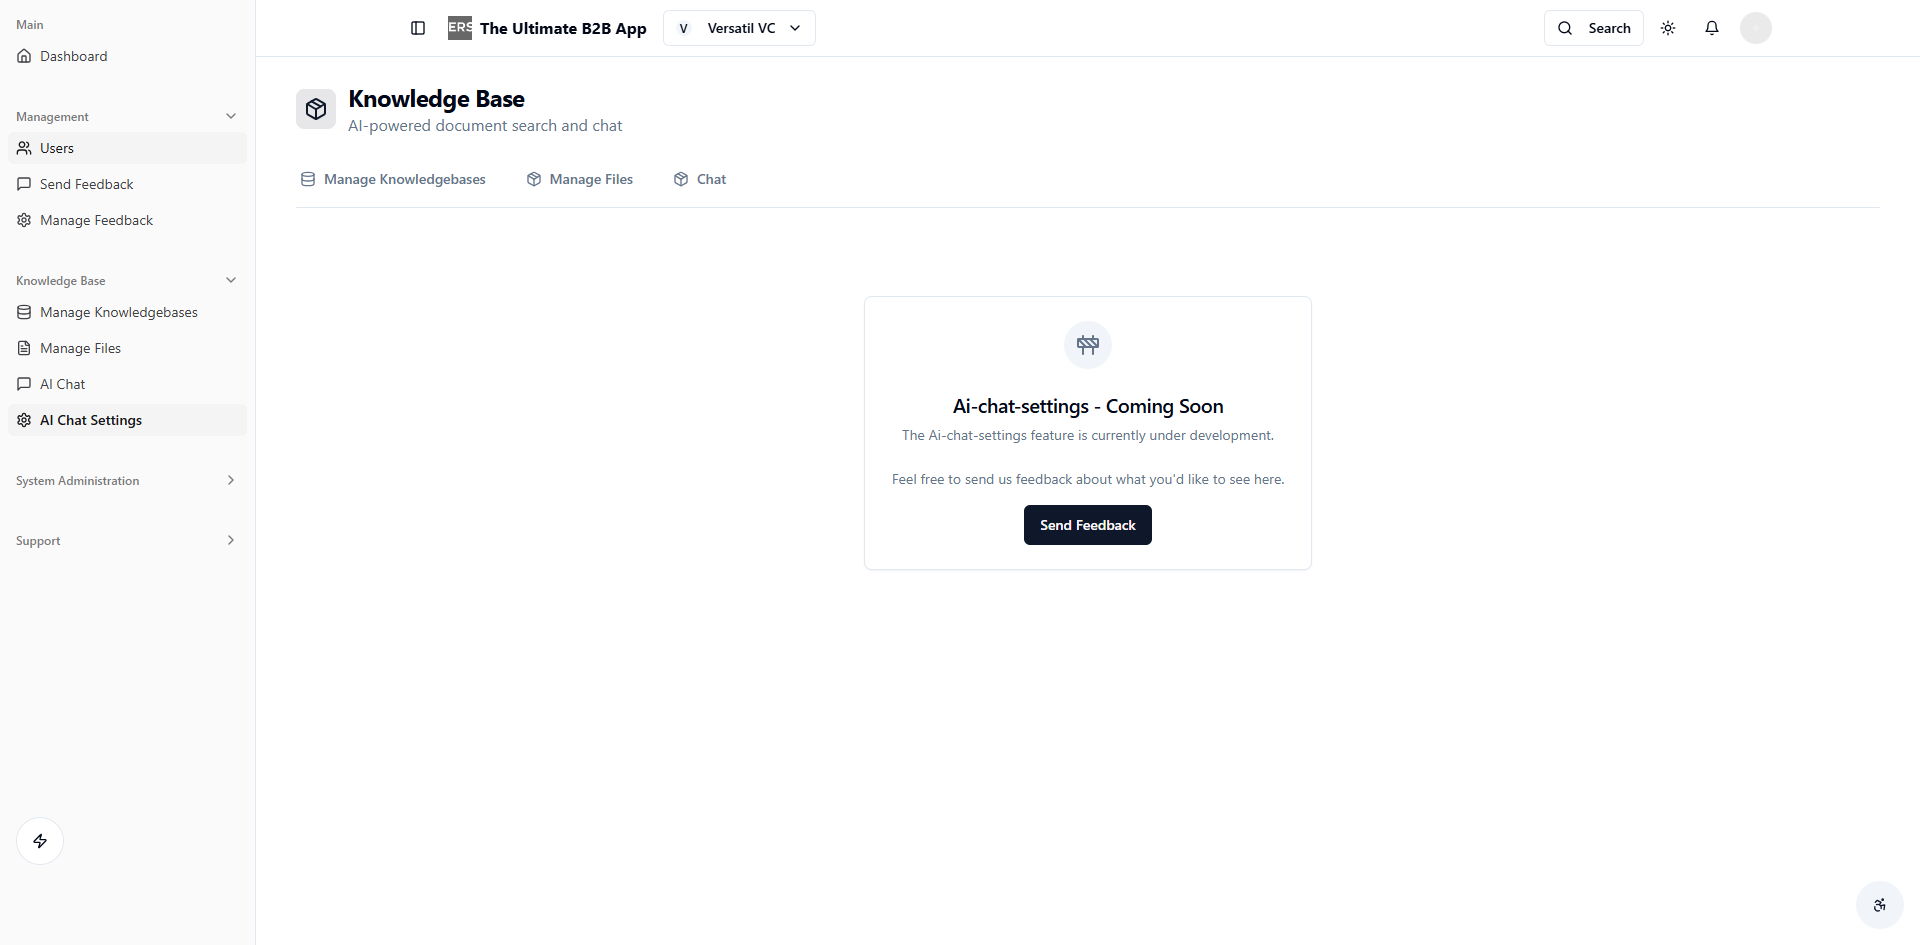 Main
Dashboard
Management
Users
Send Feedback
Manage Feedback
Knowledge Base
Manage Knowledgebases
Manage Files
AI Chat
AI Chat Settings
System Administration
Support
ERS
The Ultimate B2B App
V Versatil VC
Search
Knowledge Base
AI-powered document search and chat
Manage Knowledgebases
Manage Files
Chat
Ai-chat-settings - Coming Soon
The Ai-chat-settings feature is currently under development.
Feel free to send us feedback about what you'd like to see here.
Send Feedback